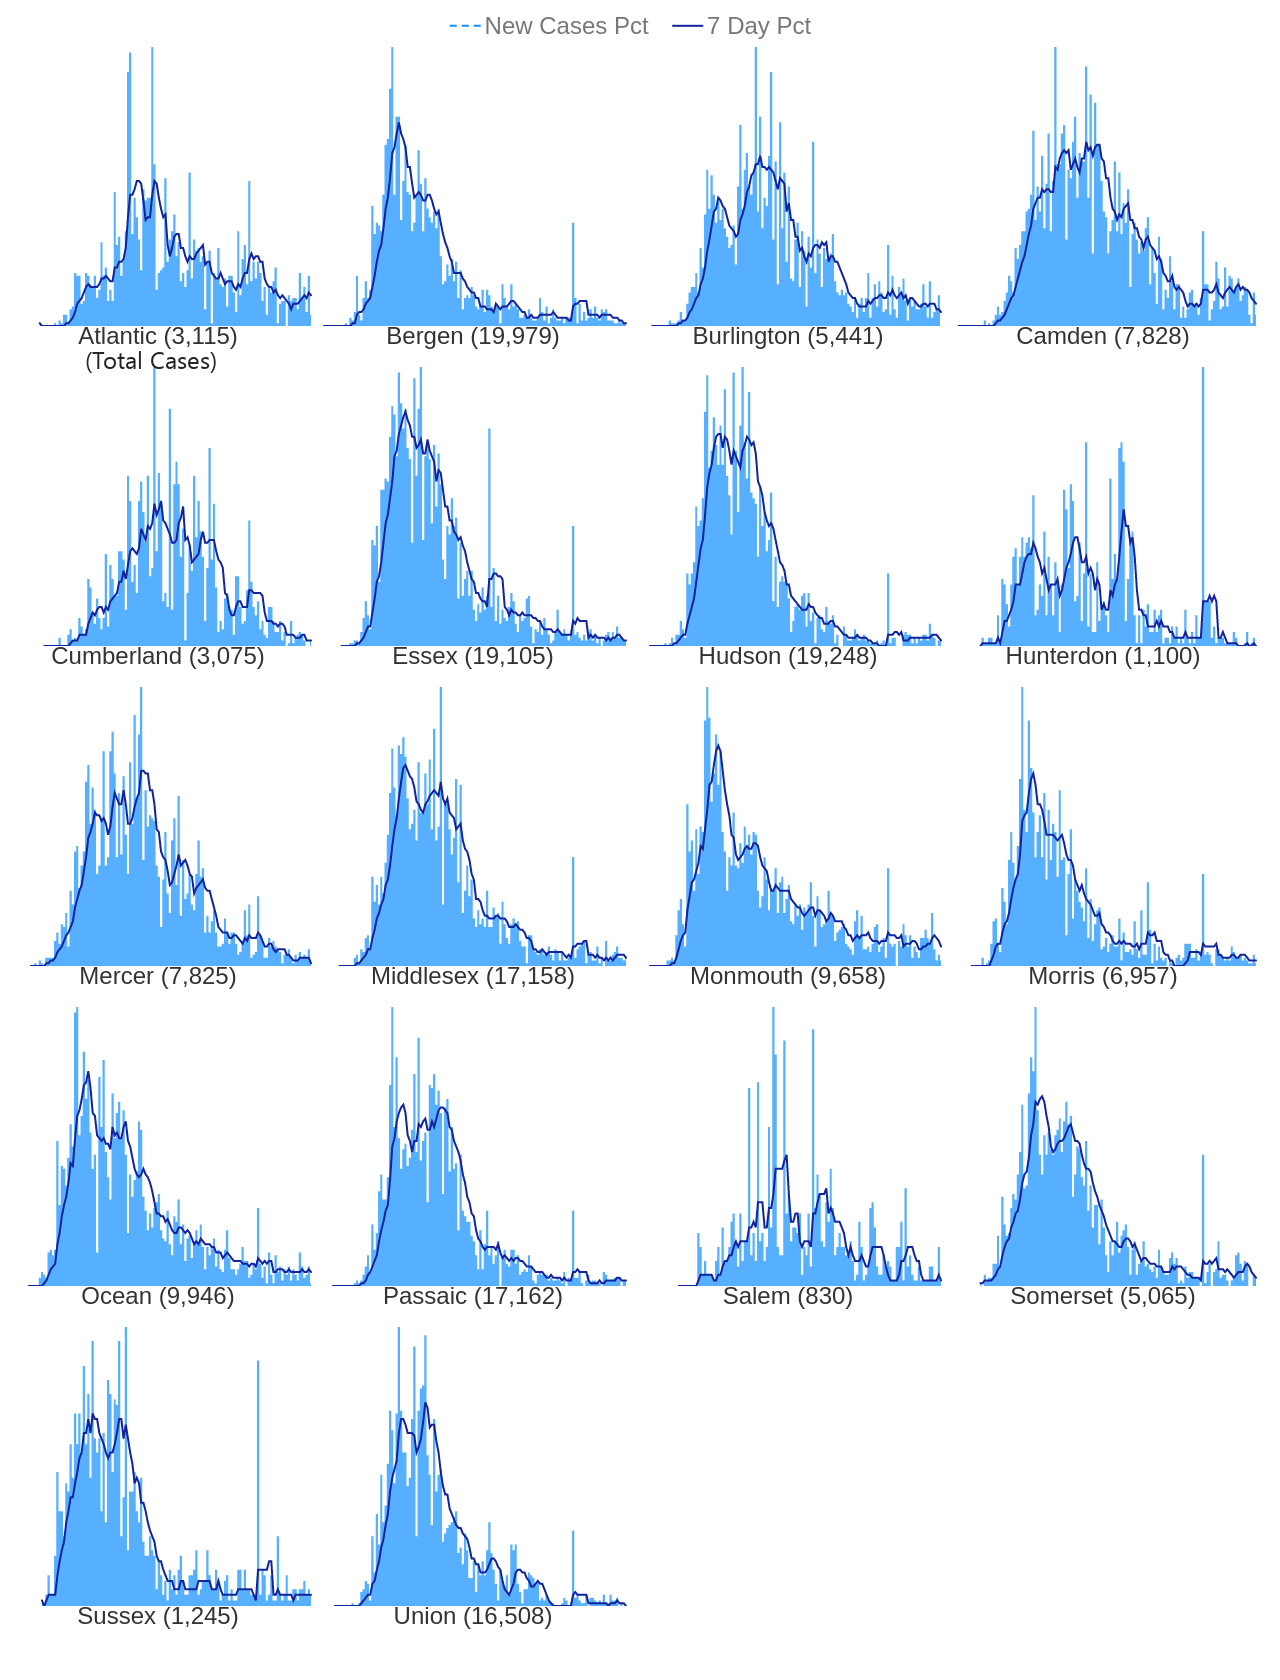 New Cases Pct 7 Day Pct
Atlantic (3,115) Bergen (19,979) Burlington (5,441) Camden (7,828)
(Total Cases)
Cumberland (3,075) Essex (19,105) Hudson (19,248) Hunterdon (1,100)
Mercer (7,825) Middlesex (17,158) Monmouth (9,658) Morris (6,957)
Ocean (9,946) Passaic (17,162) Salem (830) Somerset (5,065)
Sussex (1,245) Union (16,508)